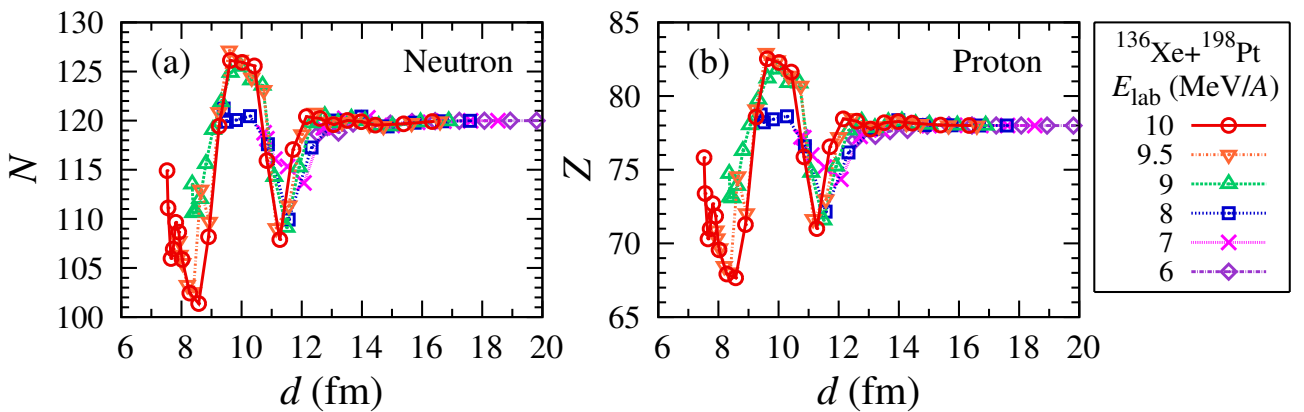 (a) Neutron
N
130
125
120
115
110
105
100
6 8 10 12 14 16 18 20
d (fm)
(b) Proton
Z
85
80
75
70
65
6 8 10 12 14 16 18 20
d (fm)
¹³⁶Xe+¹⁹⁸Pt
E_lab (MeV/A)
10
9.5
9
8
7
6